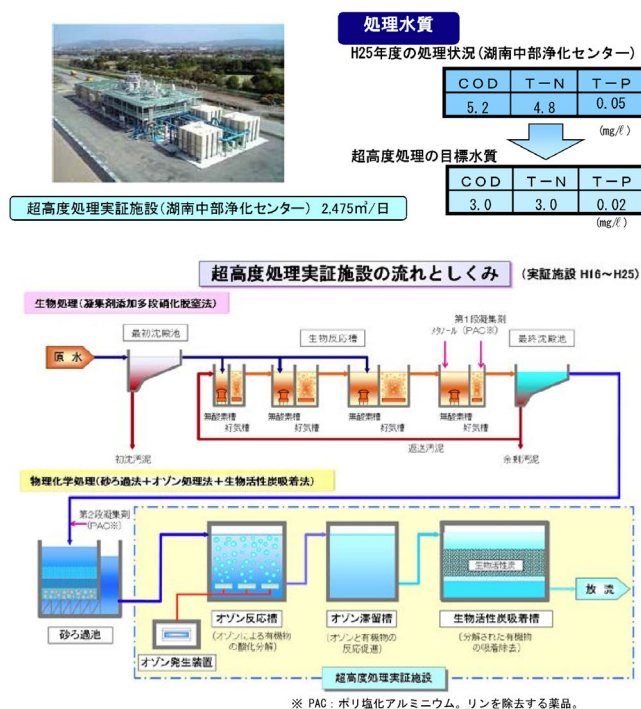 処理水質
H25年度の処理状況(湖南中部浄化センター)
COD T-N T-P
5.2 4.8 0.05
(mg/ℓ)
超高度処理の目標水質
COD T-N T-P
3.0 3.0 0.02
(mg/ℓ)
超高度処理実証施設(湖南中部浄化センター) 2,475㎥/日
超高度処理実証施設の流れとしくみ (実証施設 H16~H25)
生物処理(凝集剤添加多段硝化脱窒法)
最初沈殿池
生物反応槽
第1段凝集剤
メタノール (PAC※)
最終沈殿池
原水
無酸素槽 無酸素槽 無酸素槽 無酸素槽
好気槽 好気槽 好気槽 好気槽
返送汚泥
初沈汚泥
余剰汚泥
物理化学処理(砂ろ過法+オゾン処理法+生物活性炭吸着法)
第2段凝集剤
(PAC※)
生物活性炭
放流
砂ろ過池
オゾン反応槽
(オゾンによる有機物
の酸化分解)
オゾン滞留槽
(オゾンと有機物の
反応促進)
生物活性炭吸着槽
(分解された有機物
の吸着除去)
オゾン発生装置
超高度処理実証施設
※ PAC:ポリ塩化アルミニウム。リンを除去する薬品。